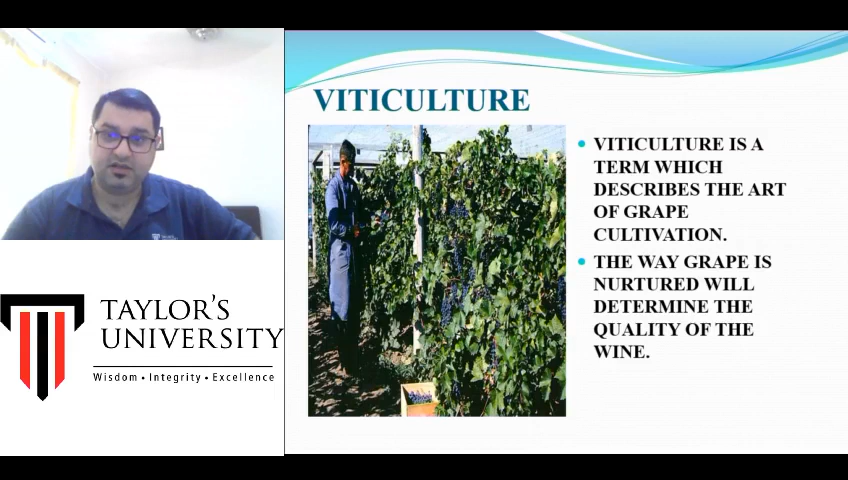 VITICULTURE
• VITICULTURE IS A
TERM WHICH
DESCRIBES THE ART
OF GRAPE
CULTIVATION.
• THE WAY GRAPE IS
NURTURED WILL
DETERMINE THE
QUALITY OF THE
WINE.
TAYLOR'S
UNIVERSITY
Wisdom • Integrity • Excellence